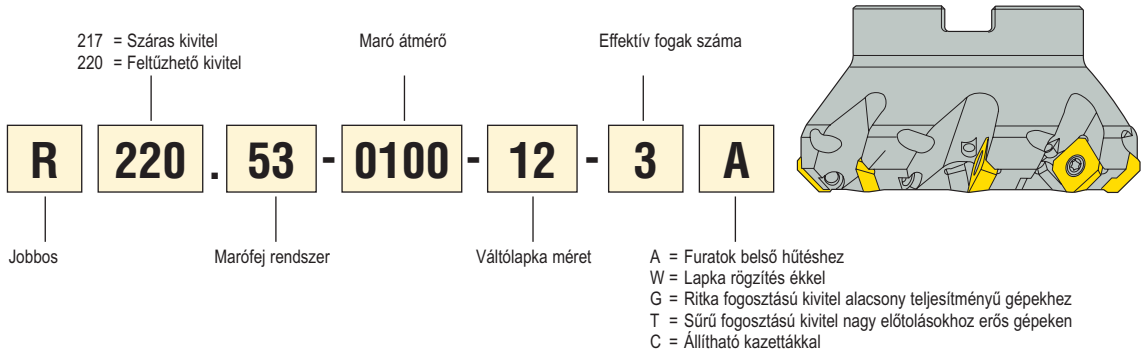 217 = Száras kivitel
220 = Feltűzhető kivitel
Maró átmérő
Effektív fogak száma
R 220 . 53 - 0100 - 12 - 3 A
Jobbos
Marófej rendszer
Váltólapka méret
A = Furatok belső hűtéshez
W = Lapka rögzítés ékkel
G = Ritka fogosztású kivitel alacsony teljesítményű gépekhez
T = Sűrű fogosztású kivitel nagy előtolásokhoz erős gépeken
C = Állítható kazettákkal